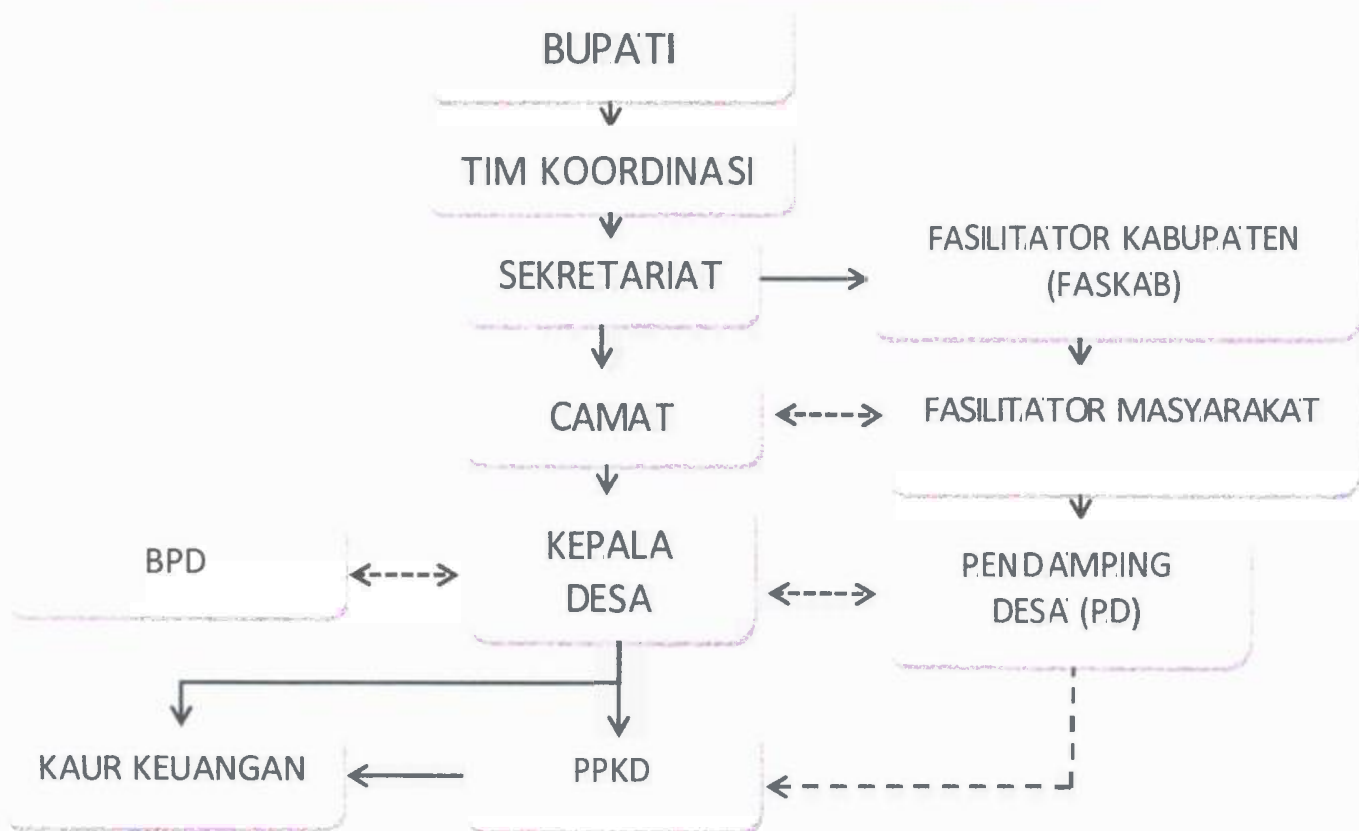 BUPATI
TIM KOORDINASI
SEKRETARIAT
FASILITATOR KABUPATEN
(FASKAB)
CAMAT
FASILITATOR MASYARAKAT
BPD
KEPALA
DESA
PENDAMPING
DESA (PD)
KAUR KEUANGAN
PPKD